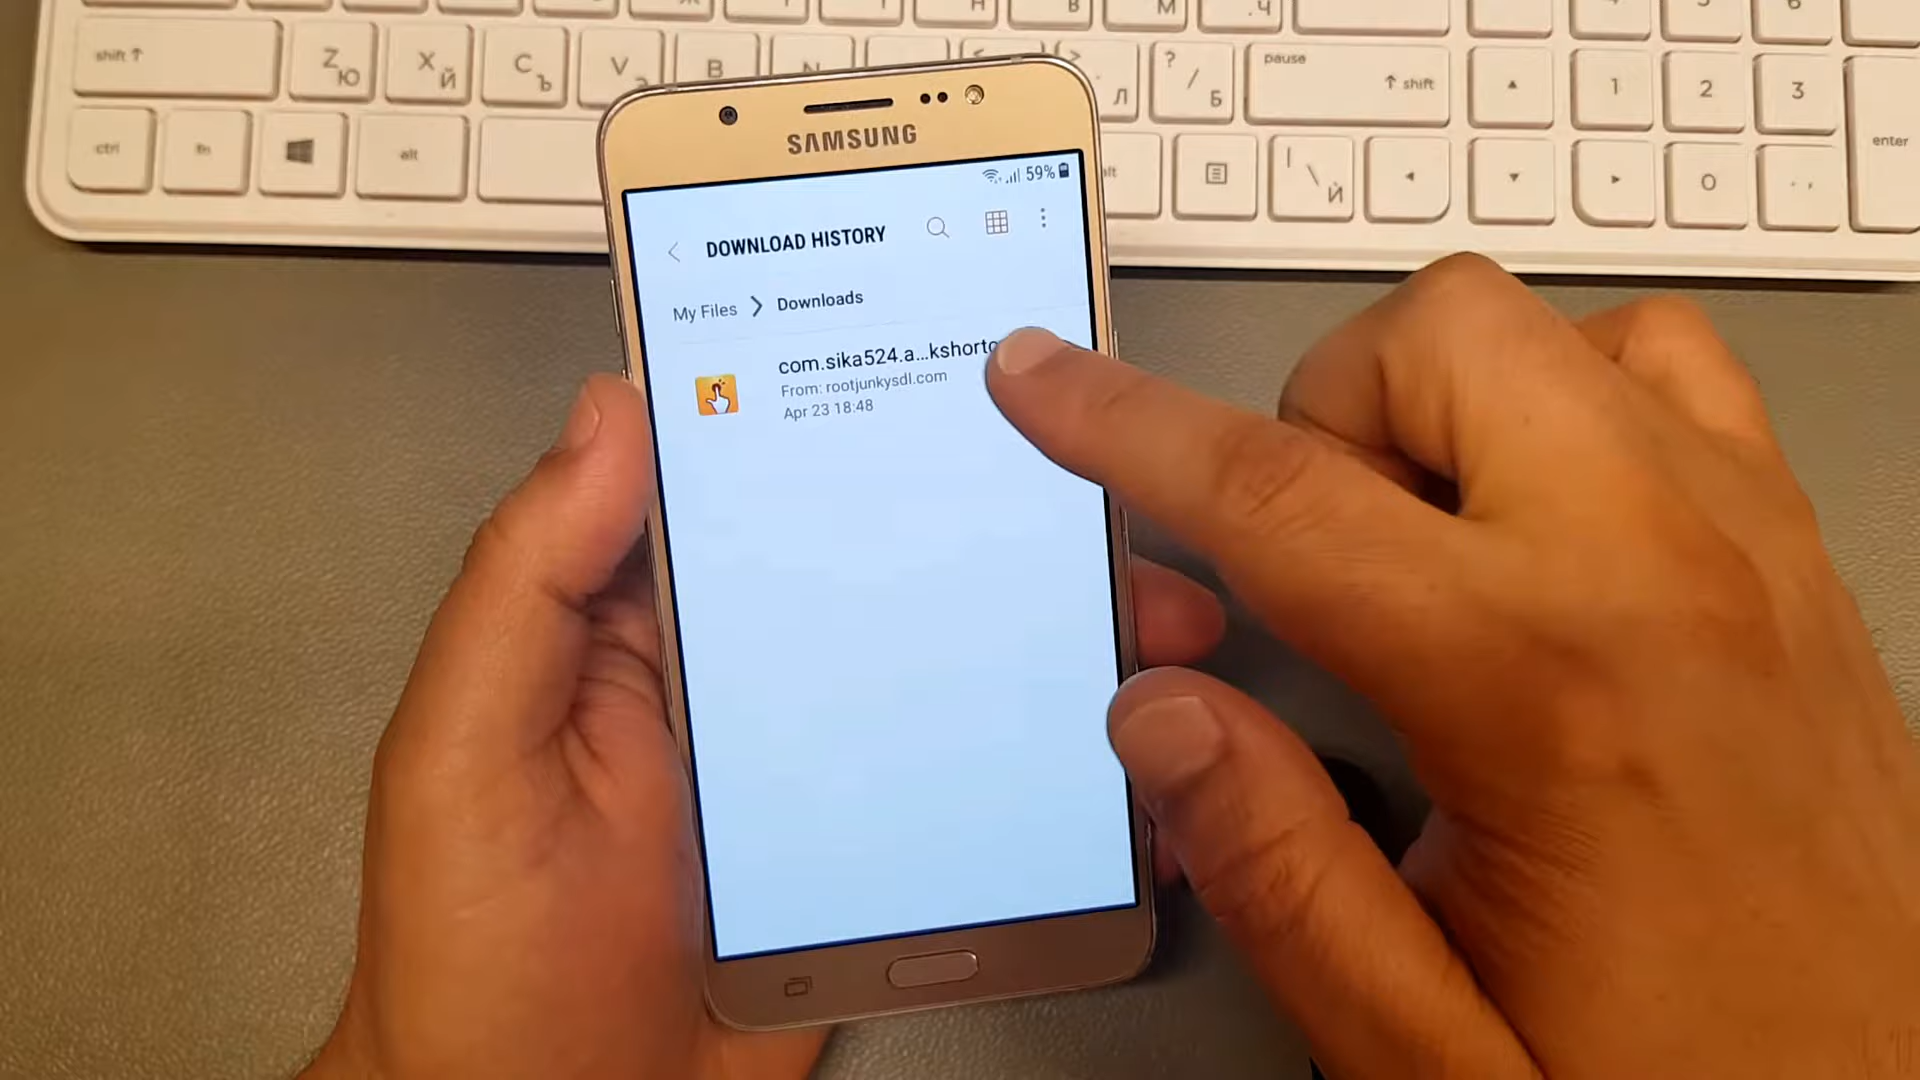 shift ↑
Z Ю
X Й
C Ъ
V
B
N
М
.Ч
? / Б
Л
pause
↑ shift
1
2
3
ctrl
fn
alt
И
0
enter
SAMSUNG
59%
DOWNLOAD HISTORY
My Files > Downloads
com.sika524.a...kshortc
From: rootjunkysdl.com
Apr 23 18:48